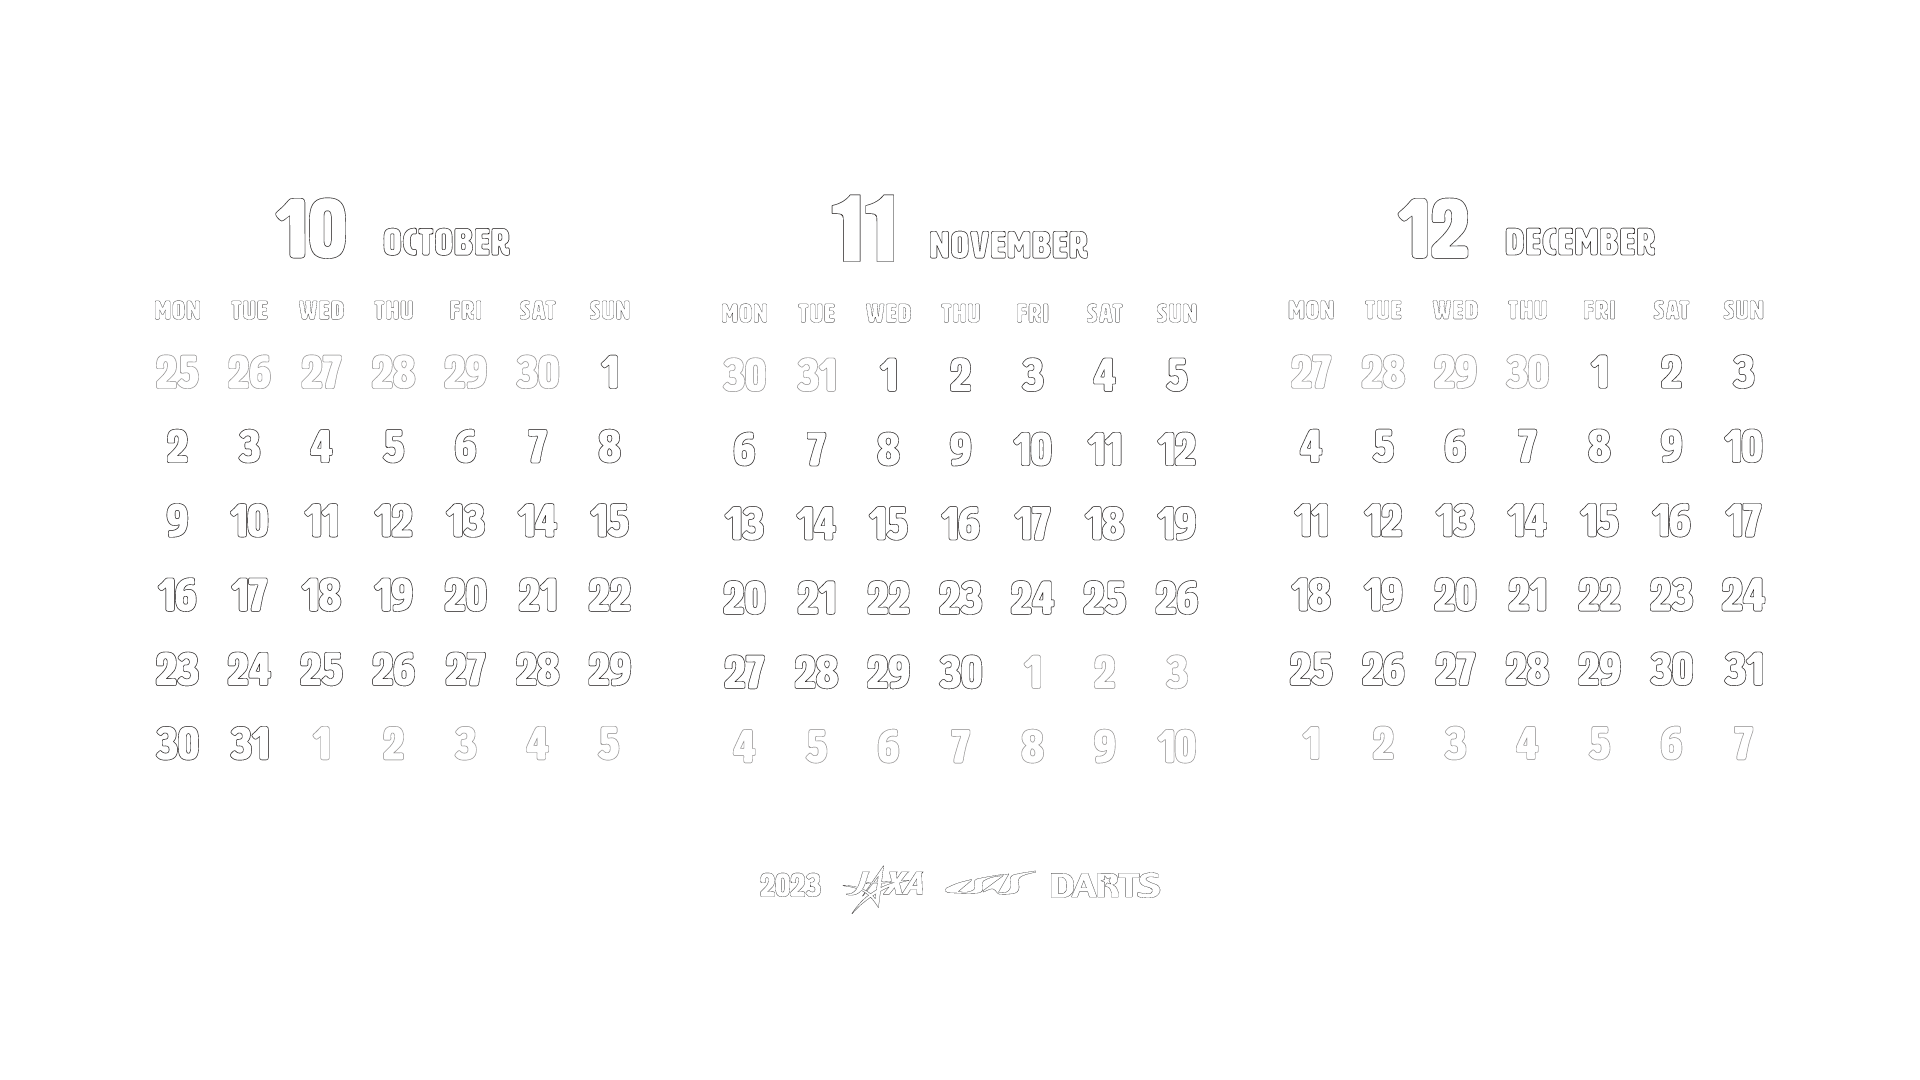 10 OCTOBER
MON TUE WED THU FRI SAT SUN
25 26 27 28 29 30 1
2 3 4 5 6 7 8
9 10 11 12 13 14 15
16 17 18 19 20 21 22
23 24 25 26 27 28 29
30 31 1 2 3 4 5
11 NOVEMBER
MON TUE WED THU FRI SAT SUN
30 31 1 2 3 4 5
6 7 8 9 10 11 12
13 14 15 16 17 18 19
20 21 22 23 24 25 26
27 28 29 30 1 2 3
4 5 6 7 8 9 10
12 DECEMBER
MON TUE WED THU FRI SAT SUN
27 28 29 30 1 2 3
4 5 6 7 8 9 10
11 12 13 14 15 16 17
18 19 20 21 22 23 24
25 26 27 28 29 30 31
1 2 3 4 5 6 7
2023 JAXA ISAS DARTS